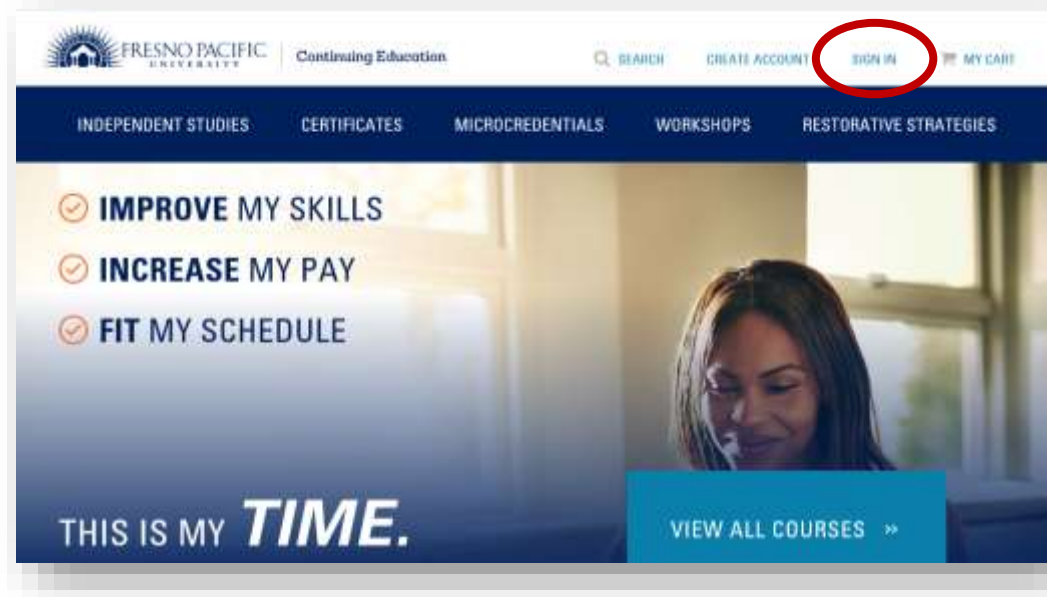 FRESNO PACIFIC
UNIVERSITY
Continuing Education
SEARCH
CREATE ACCOUNT
SIGN IN
MY CART
INDEPENDENT STUDIES
CERTIFICATES
MICROCREDENTIALS
WORKSHOPS
RESTORATIVE STRATEGIES
IMPROVE MY SKILLS
INCREASE MY PAY
FIT MY SCHEDULE
THIS IS MY TIME.
VIEW ALL COURSES »